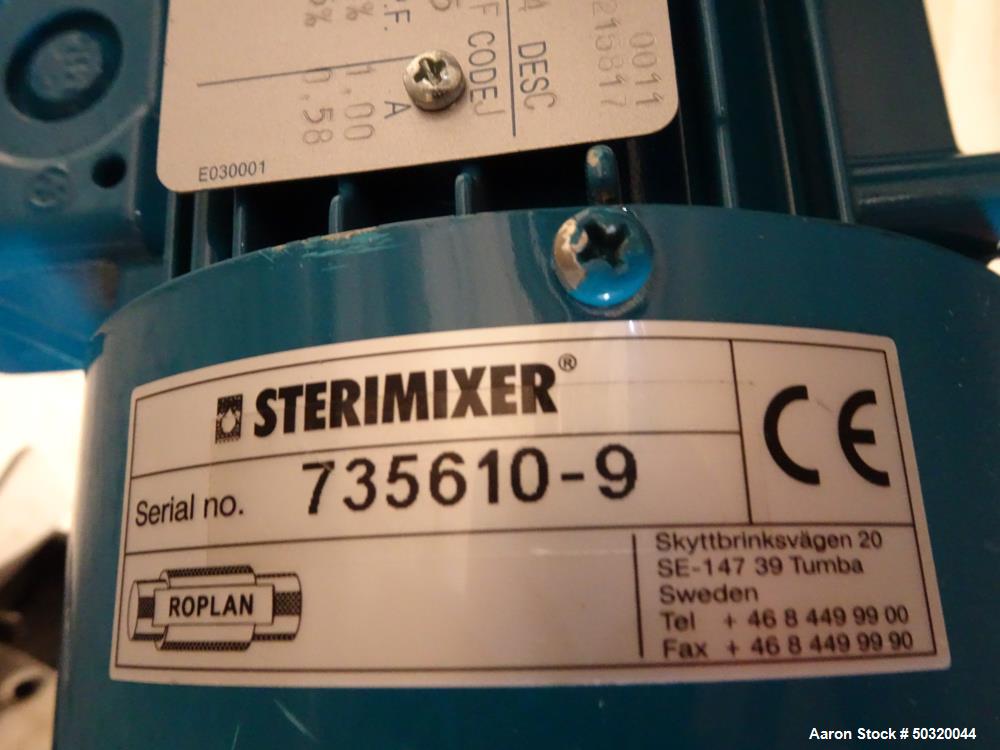 0011
215817
DESC
F CODEJ
P.F. A
% 1,00
% 0,58
E030001
STERIMIXER®
Serial no. 735610-9
CE
ROPLAN
Skyttbrinksvägen 20
SE-147 39 Tumba
Sweden
Tel + 46 8 449 99 00
Fax + 46 8 449 99 90
Aaron Stock # 50320044